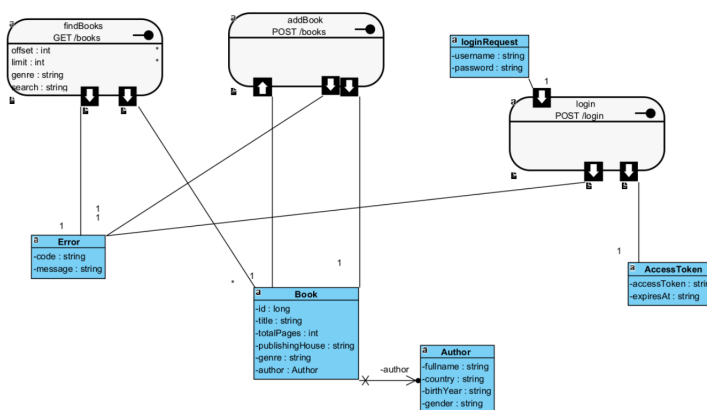 findBooks
GET /books
offset : int
*
limit : int
*
genre : string
search : string
addBook
POST /books
a
loginRequest
-username : string
-password : string
1
a
login
POST /login
1
1
1
a
Error
-code : string
-message : string
*
1
1
a
Book
-id : long
-title : string
-totalPages : int
-publishingHouse : string
-genre : string
-author : Author
1
a
AccessToken
-accessToken : stri
-expiresAt : string
-author
a
Author
-fullname : string
-country : string
-birthYear : string
-gender : string